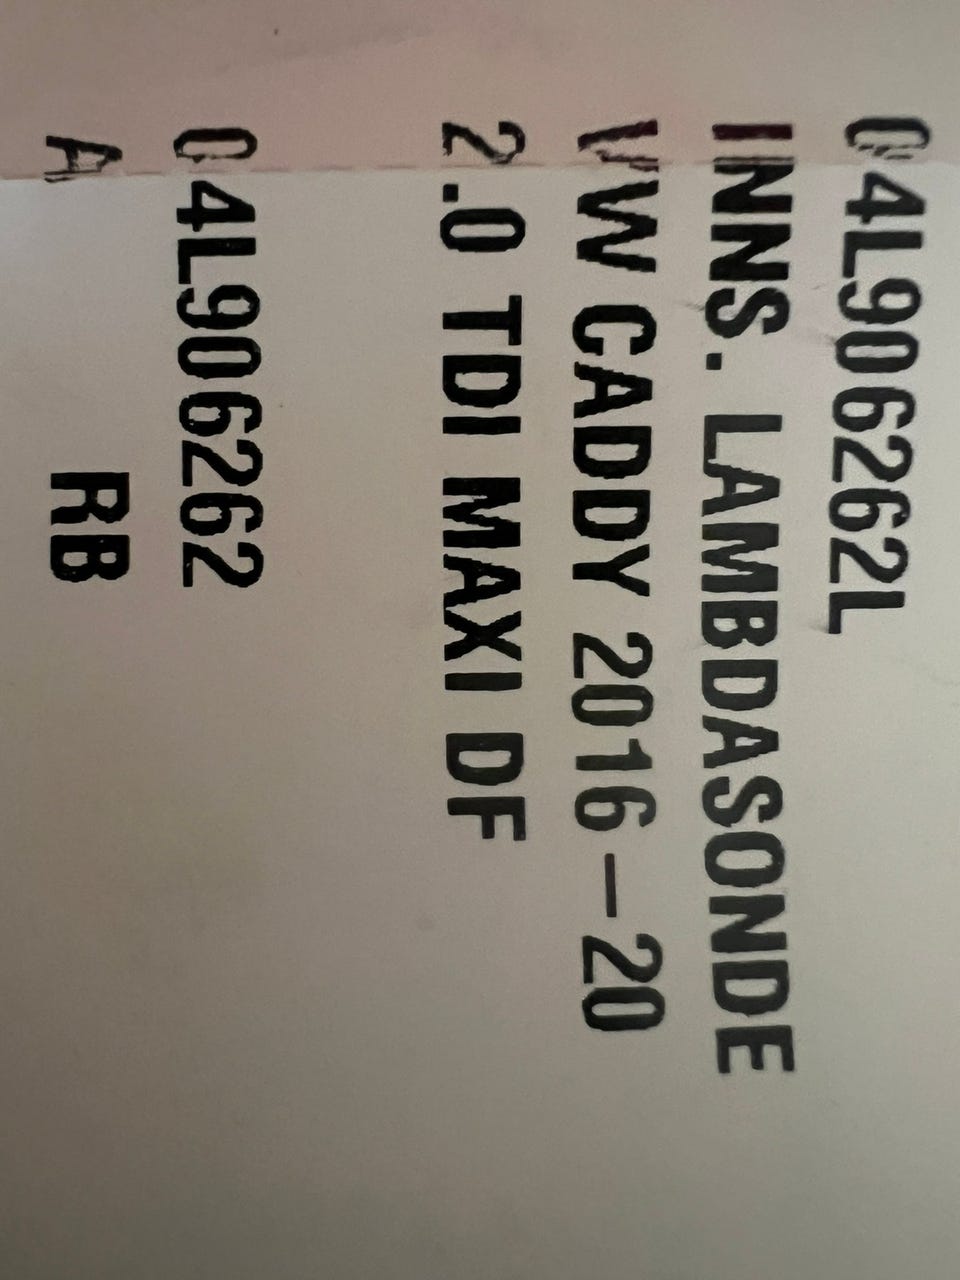 04L906262L
INNS. LAMBDASONDE
VW CADDY 2016-20
2.0 TDI MAXI DF
04L906262
A RB